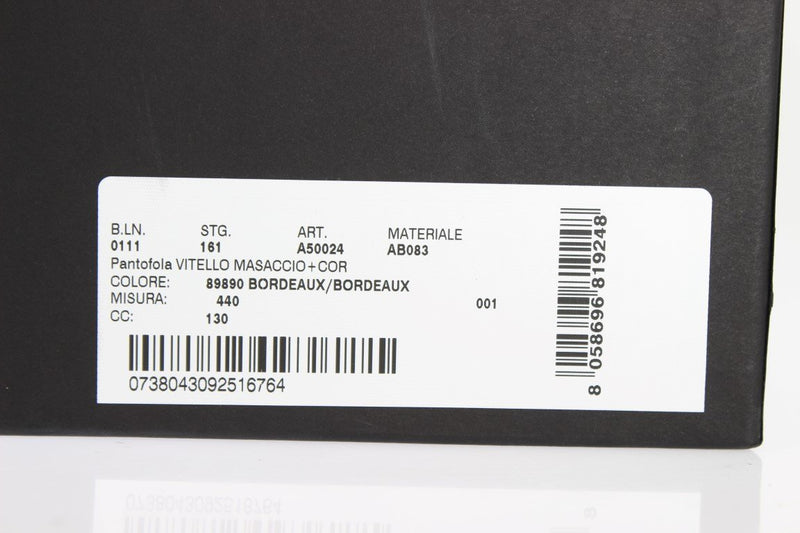 B.LN. STG. ART. MATERIALE
0111 161 A50024 AB083
Pantofola VITELLO MASACCIO+COR
COLORE: 89890 BORDEAUX/BORDEAUX
MISURA: 440 001
CC: 130
0738043092516764
8 058696 819248